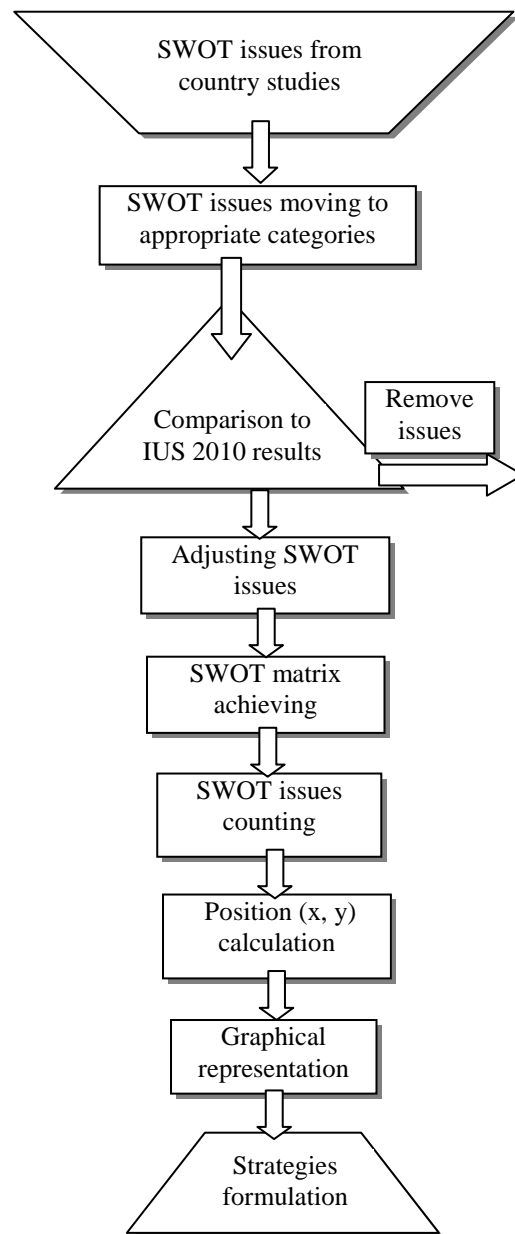 SWOT issues from
country studies
SWOT issues moving to
appropriate categories
Comparison to
IUS 2010 results
Remove
issues
Adjusting SWOT
issues
SWOT matrix
achieving
SWOT issues
counting
Position (x, y)
calculation
Graphical
representation
Strategies
formulation